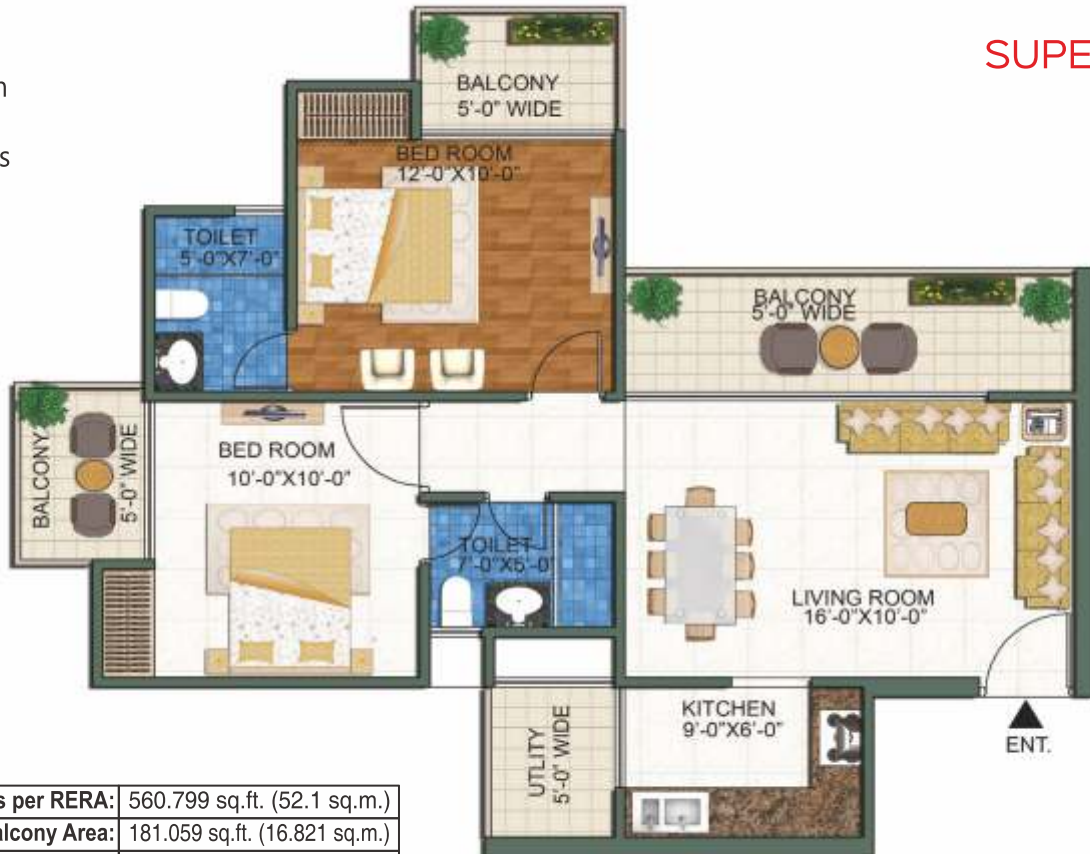 SUPE
n
s
BALCONY
5'-0" WIDE
BED ROOM
12'-0"X10'-0"
TOILET
5'-0"X7'-0"
BALCONY
5'-0" WIDE
BALCONY
5'-0" WIDE
BED ROOM
10'-0"X10'-0"
TOILET
7'-0"X5'-0"
LIVING ROOM
16'-0"X10'-0"
KITCHEN
9'-0"X6'-0"
UTLITY
5'-0" WIDE
ENT.
s per RERA: 560.799 sq.ft. (52.1 sq.m.)
alcony Area: 181.059 sq.ft. (16.821 sq.m.)